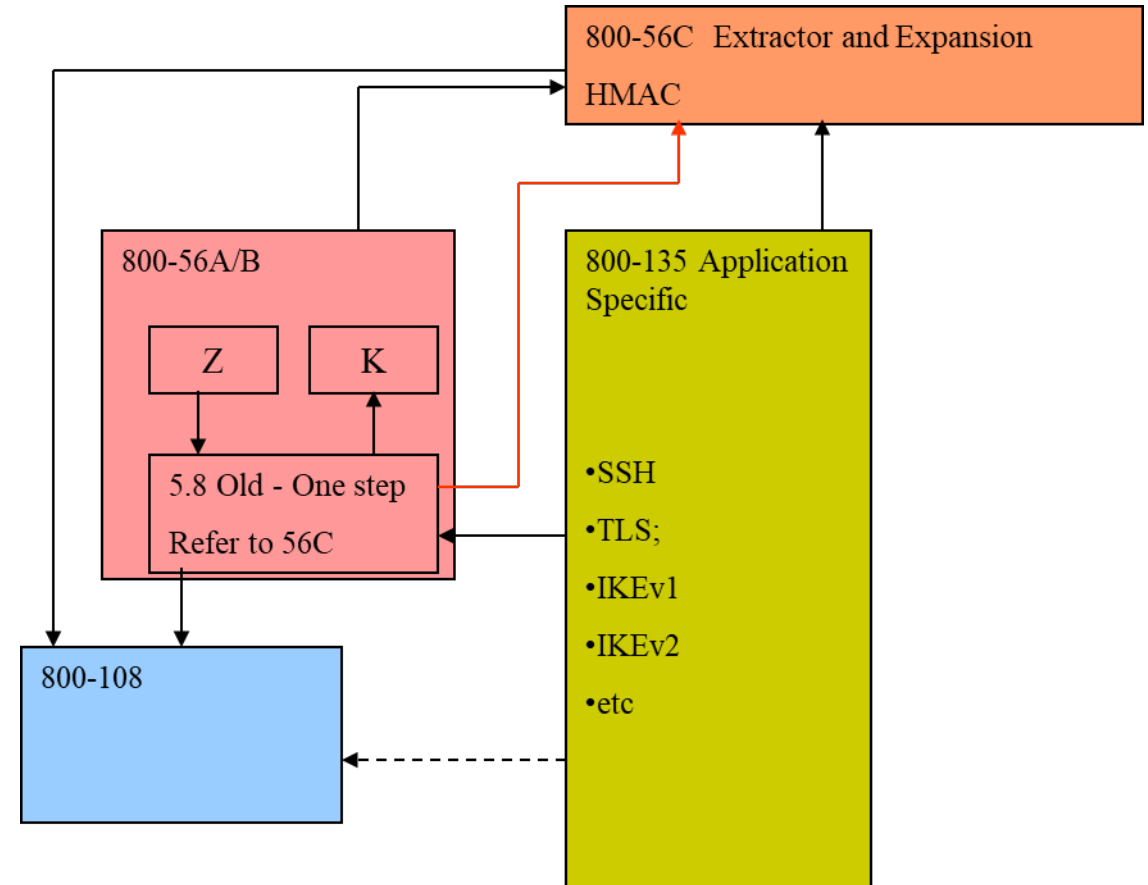 800-56C Extractor and Expansion
HMAC
800-56A/B
Z
K
5.8 Old - One step
Refer to 56C
800-135 Application
Specific
•SSH
•TLS;
•IKEv1
•IKEv2
•etc
800-108